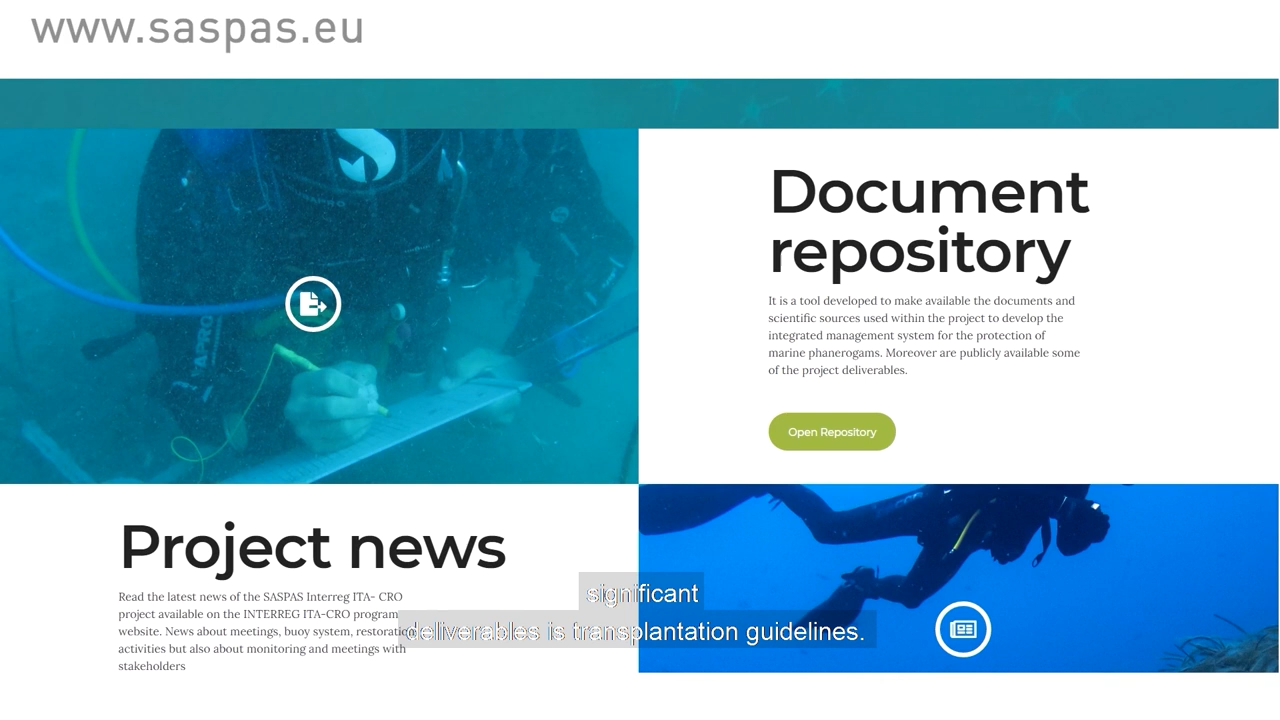 www.saspas.eu
Document
repository
It is a tool developed to make available the documents and
scientific sources used within the project to develop the
integrated management system for the protection of
marine phanerogams. Moreover are publicly available some
of the project deliverables.
Open Repository
Project news
Read the latest news of the SASPAS Interreg ITA- CRO
project available on the INTERREG ITA-CRO program
website. News about meetings, buoy system, restoration
activities but also about monitoring and meetings with
stakeholders
significant
deliverables is transplantation guidelines.